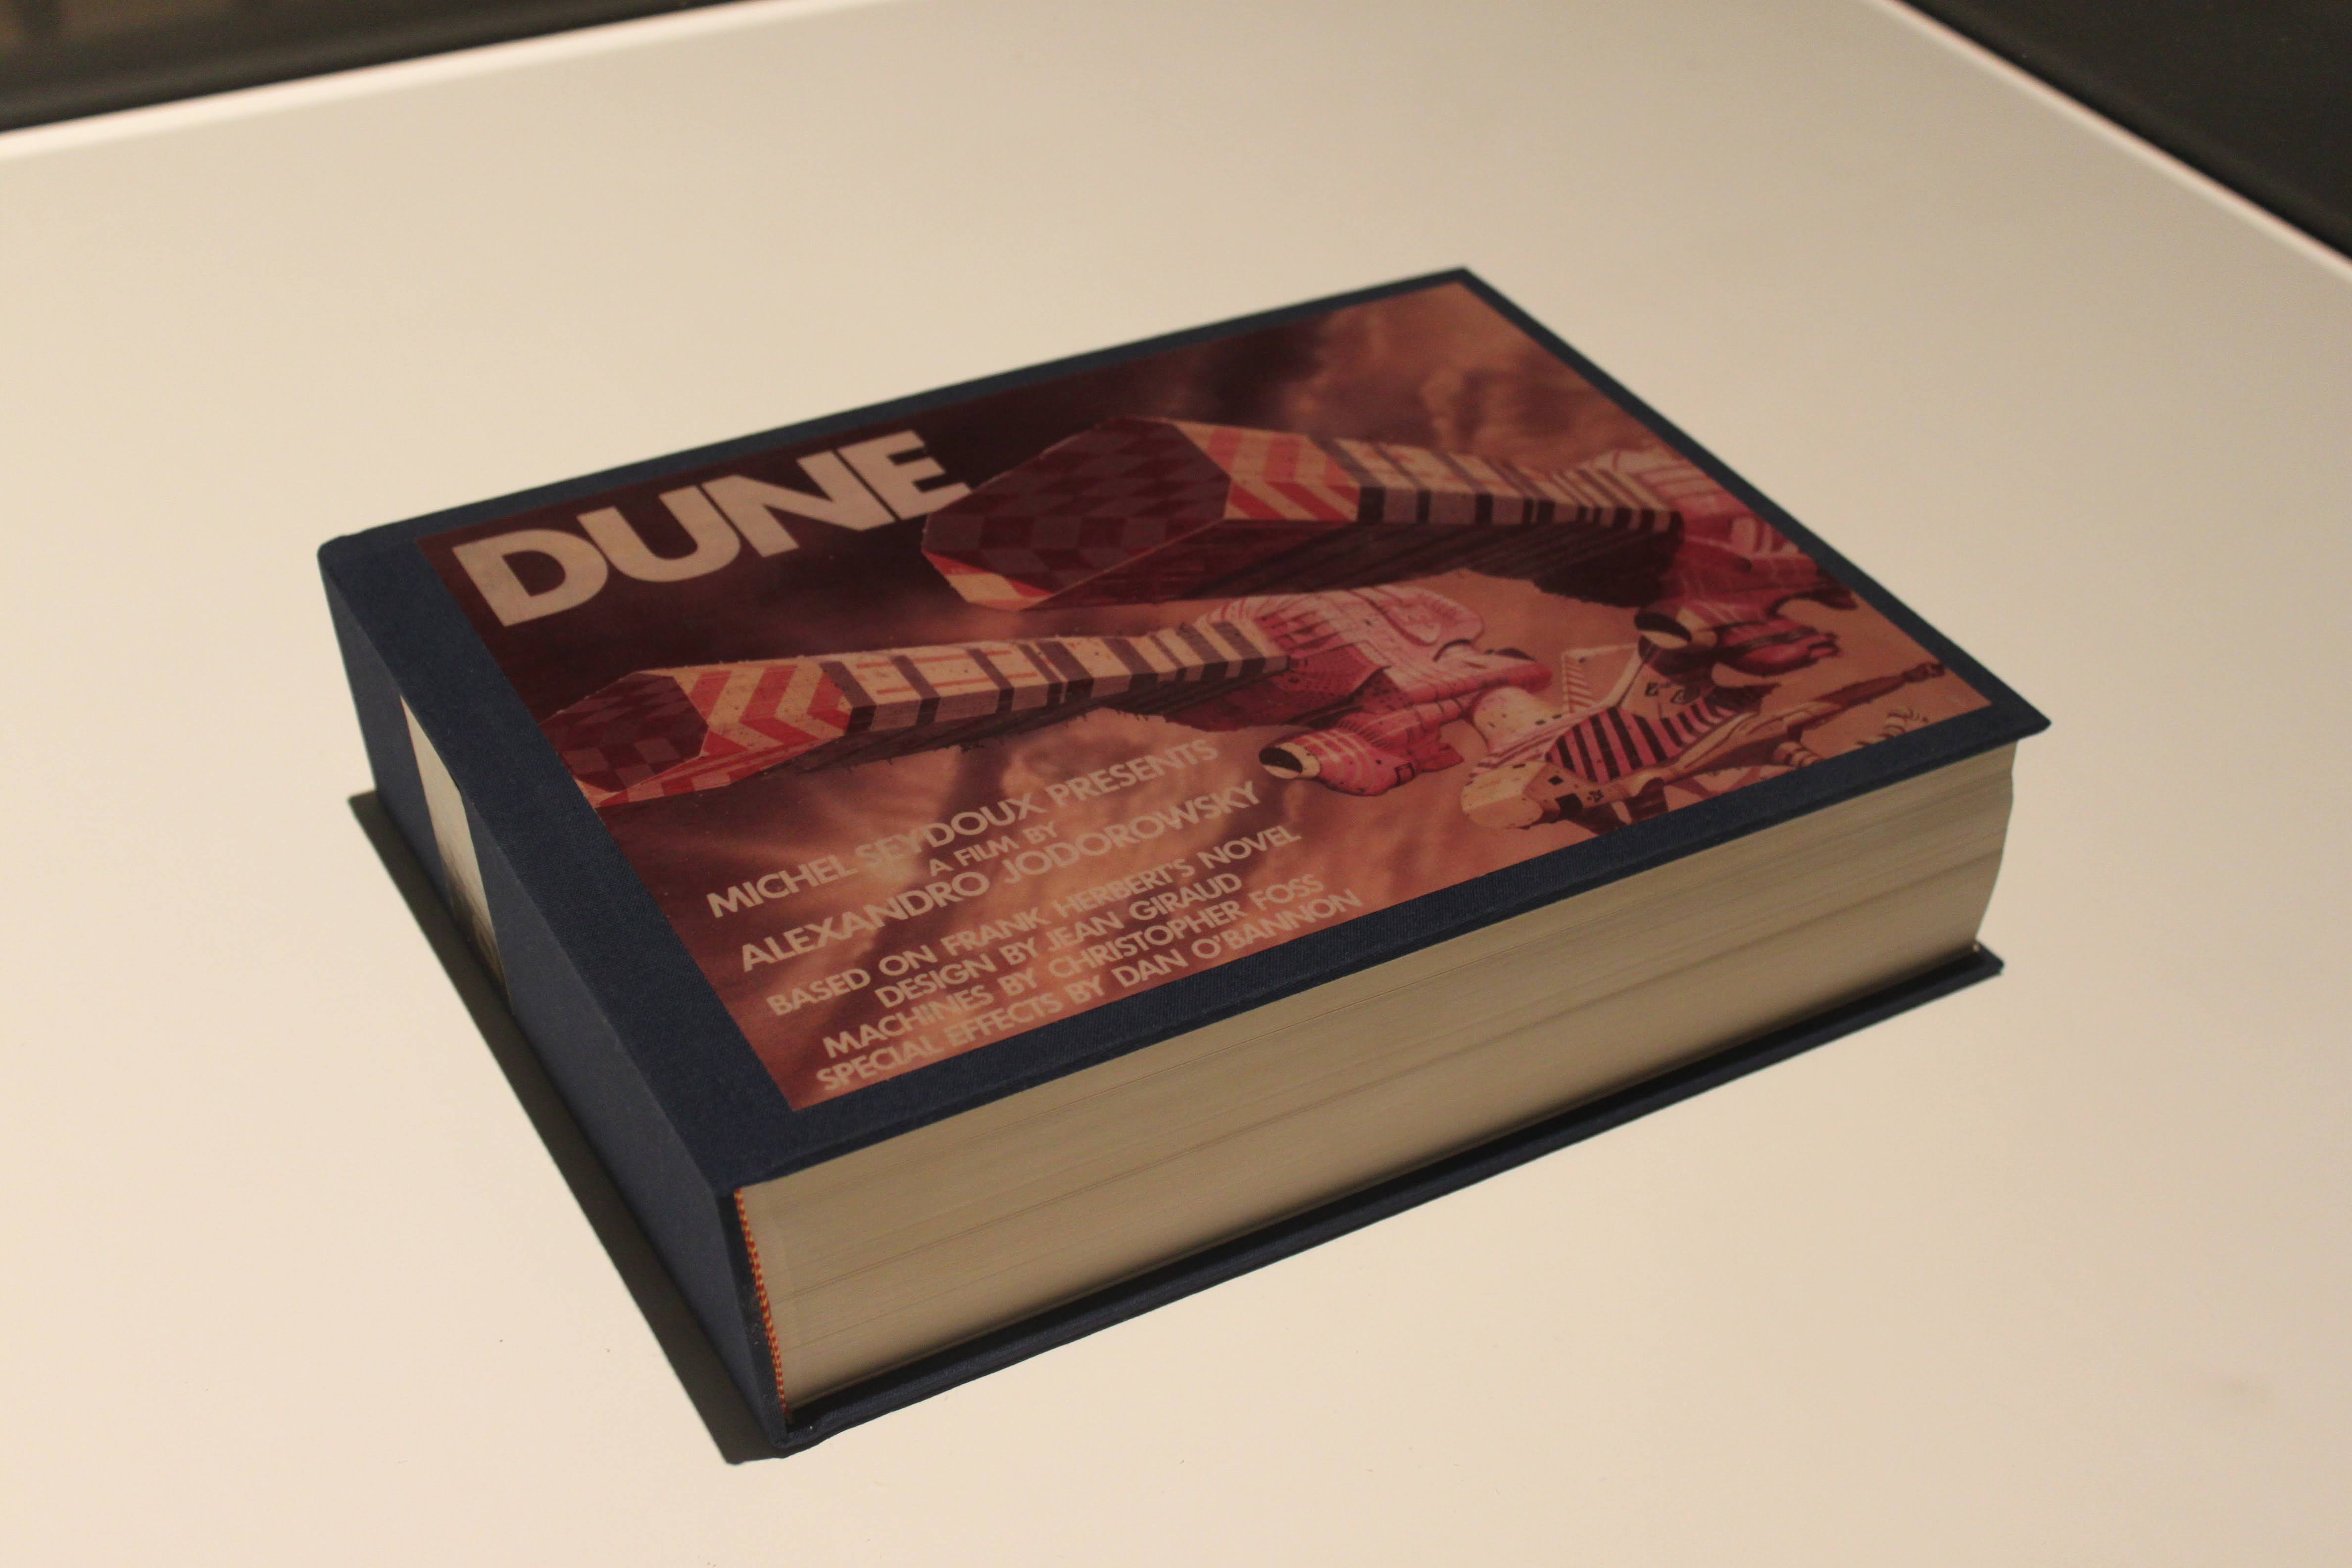 DUNE
MICHEL SEYDOUX PRESENTS
A FILM BY
ALEXANDRO JODOROWSKY
BASED ON FRANK HERBERT'S NOVEL
DESIGN BY JEAN GIRAUD
MACHINES BY CHRISTOPHER FOSS
SPECIAL EFFECTS BY DAN O'BANNON